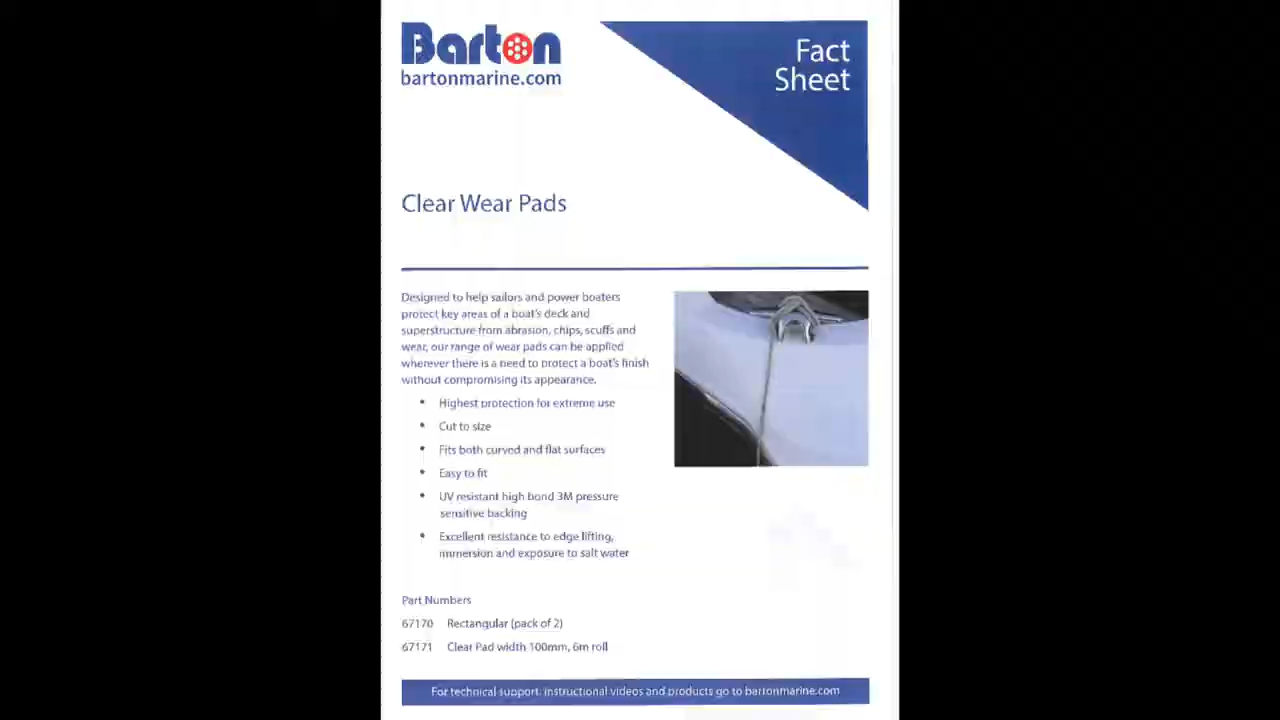 Barton
bartonmarine.com
Fact
Sheet
Clear Wear Pads
Designed to help sailors and power boaters
protect key areas of a boat's deck and
superstructure from abrasion, chips, scuffs and
wear, our range of wear pads can be applied
wherever there is a need to protect a boat's finish
without compromising its appearance.
• Highest protection for extreme use
• Cut to size
• Fits both curved and flat surfaces
• Easy to fit
• UV resistant high bond 3M pressure
sensitive backing
• Excellent resistance to edge lifting,
immersion and exposure to salt water
Part Numbers
67170 Rectangular (pack of 2)
67171 Clear Pad width 100mm, 6m roll
For technical support, instructional videos and products go to bartonmarine.com